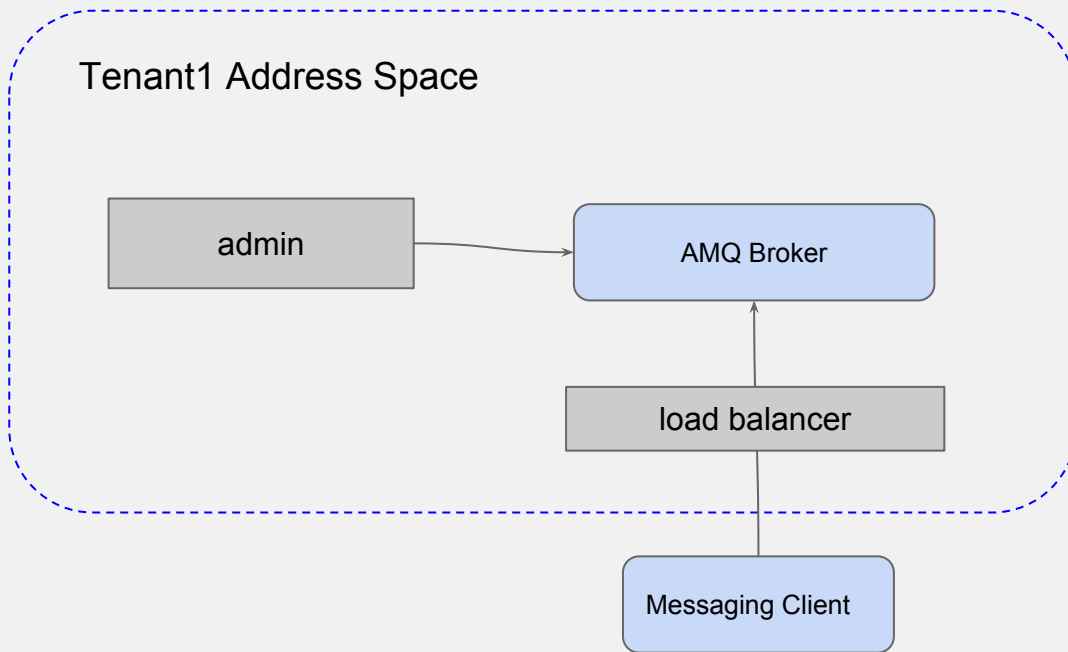 Tenant1 Address Space
admin
AMQ Broker
load balancer
Messaging Client